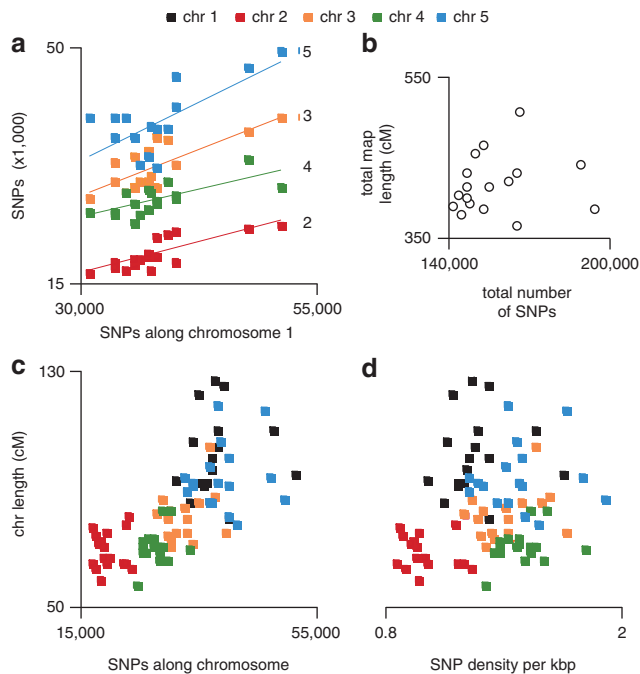 chr 1 chr 2 chr 3 chr 4 chr 5
a
50
SNPs (x1,000)
5
3
4
2
15
30,000 55,000
SNPs along chromosome 1
b
550
total map
length (cM)
350
140,000 200,000
total number
of SNPs
c
130
chr length (cM)
50
15,000 55,000
SNPs along chromosome
d
0.8 2
SNP density per kbp